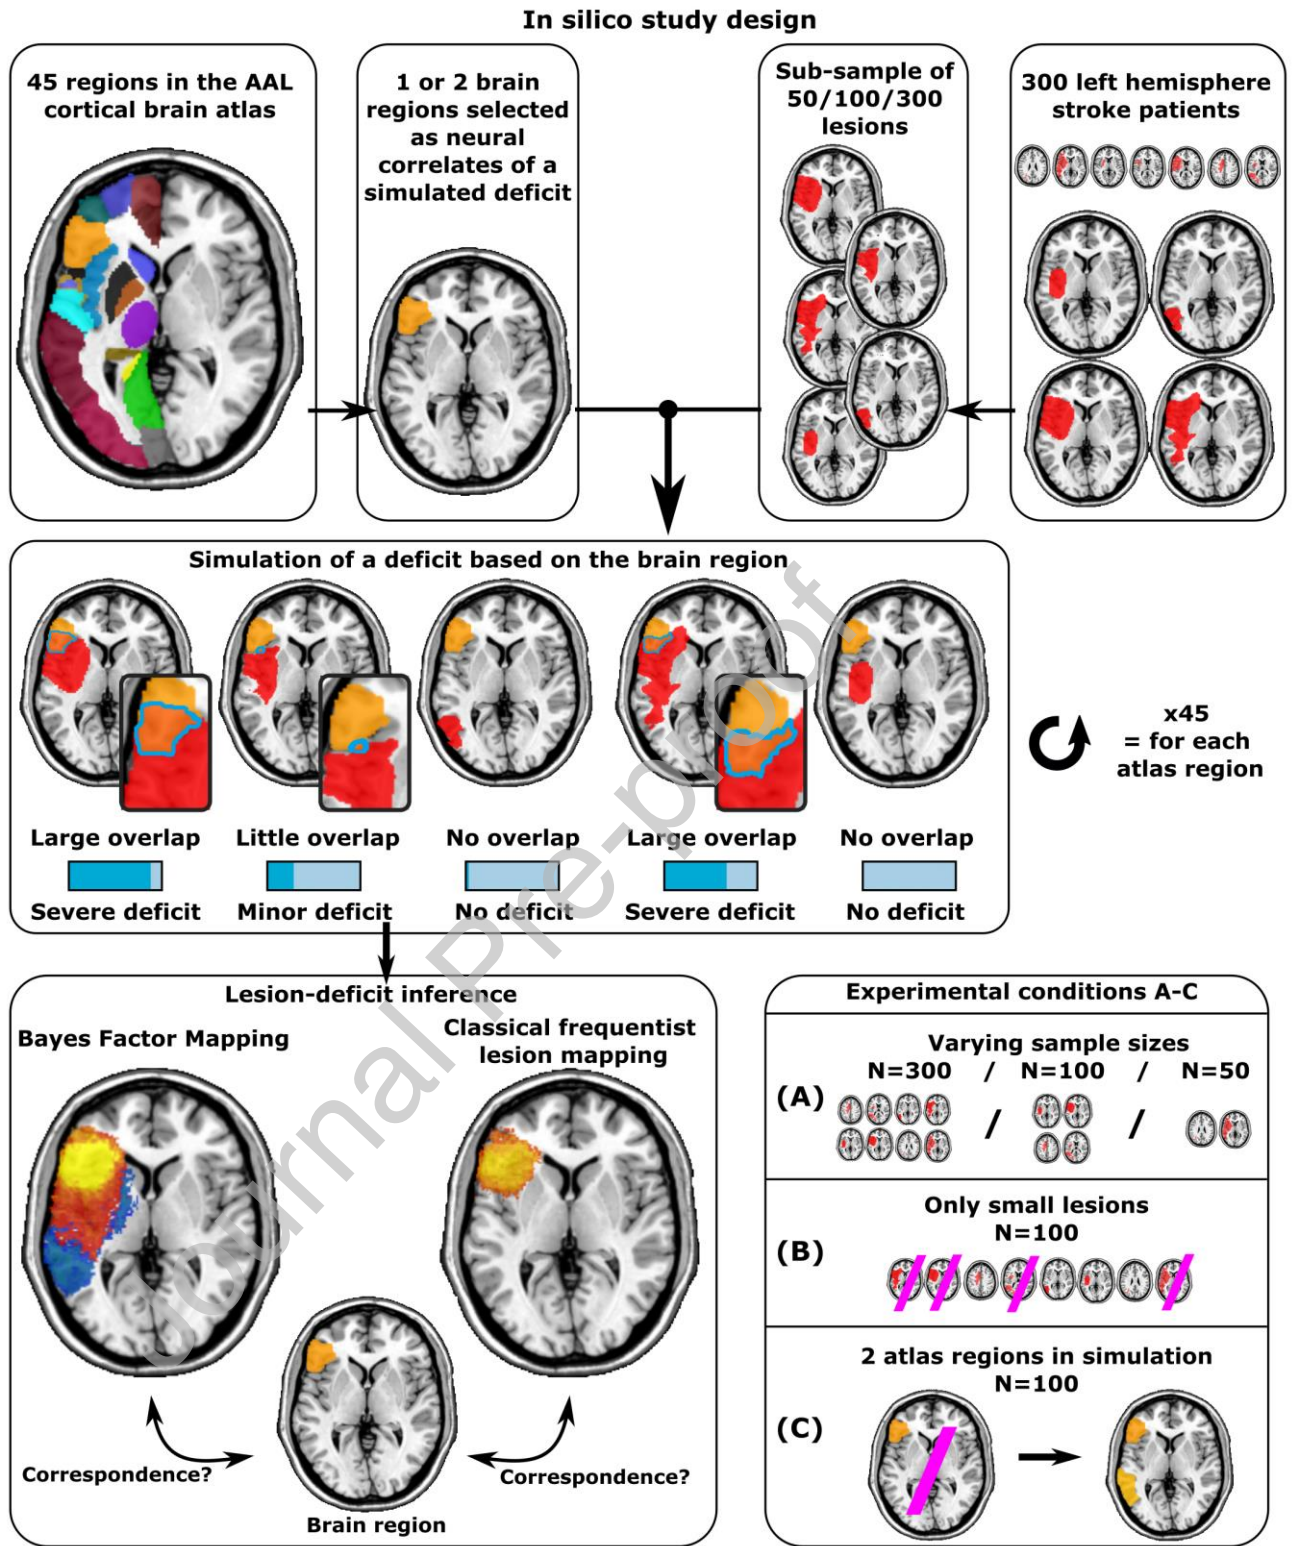 In silico study design
45 regions in the AAL
cortical brain atlas
1 or 2 brain
regions selected
as neural
correlates of a
simulated deficit
Sub-sample of
50/100/300
lesions
300 left hemisphere
stroke patients
Simulation of a deficit based on the brain region
Large overlap
Little overlap
No overlap
Large overlap
No overlap
Severe deficit
Minor deficit
No deficit
Severe deficit
No deficit
x45
= for each
atlas region
Lesion-deficit inference
Bayes Factor Mapping
Classical frequentist
lesion mapping
Correspondence?
Correspondence?
Brain region
Experimental conditions A-C
Varying sample sizes
N=300 / N=100 / N=50
(A)
/ /
Only small lesions
N=100
(B)
2 atlas regions in simulation
N=100
(C)
Journal Pre-proof